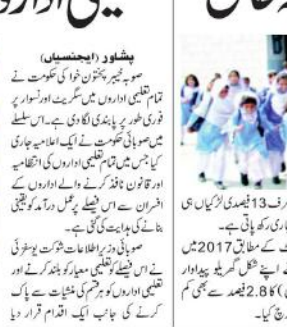 پشاور (ایجنسیاں)
صوبہ خیبر پختون خوا کی حکومت نے
تمام تعلیمی اداروں میں سگریٹ اور نسوار پر
فوری طور پر پابندی لگا دی ہے۔ اس سلسلے
میں صوبائی حکومت نے ایک اعلامیہ جاری
کیا جس میں تمام تعلیمی اداروں کی انتظامیہ
اور قانون نافذ کرنے والے اداروں کے
افسران سے اس فیصلے پر عمل درآمد کو یقینی
بنانے کی ہدایت کی گئی ہے۔
صوبائی وزیر اطلاعات شوکت یوسفزئی
نے اس فیصلے کو تعلیمی معیار کو بلند کرنے اور
تعلیمی اداروں کو ہر قسم کی منشیات سے پاک
کرنے کی جانب ایک اقدام قرار دیا
صرف 13 فیصدی لڑکیاں ہی
جاری رکھ پاتی ہے۔
کے مطابق 2017 میں
اپنے شکل گھریلو پیداوار
کا 2.8 فیصد سے بھی کم
خرچ کیا۔